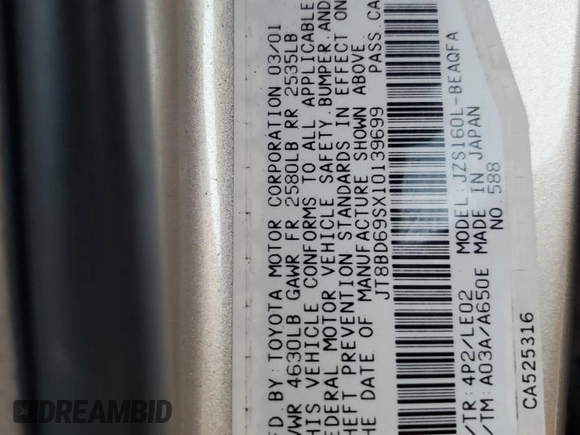 FD BY: TOYOTA MOTOR CORPORATION 03/01
VWR 4630LB GAWR FR 2580LB RR 2535LB
HIS VEHICLE CONFORMS TO ALL APPLICABLE
EDERAL MOTOR VEHICLE SAFETY, BUMPER, AND
HEFT PREVENTION STANDARDS IN EFFECT ON
HE DATE OF MANUFACTURE SHOWN ABOVE
JT8BD69SX10139699 PASS CA
/TR: 4P2/LE02 MODEL: JZS160L-BEAQFA
/TM: A03A/A650E MADE IN JAPAN
NO. 588
CA525316
DREAMBID